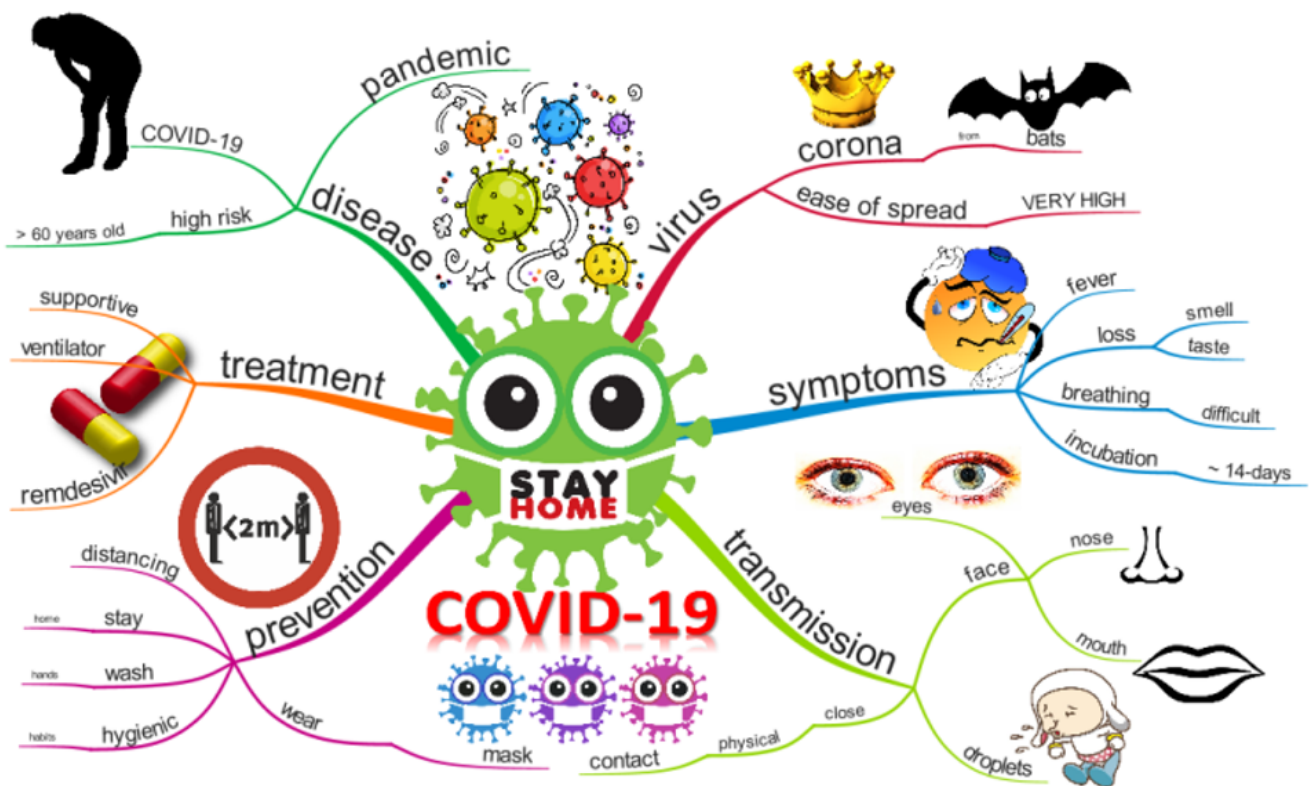 pandemic
COVID-19
disease
high risk
> 60 years old
virus
corona
from
bats
ease of spread
VERY HIGH
symptoms
fever
loss
smell
taste
breathing
difficult
incubation
~ 14-days
treatment
supportive
ventilator
remdesivir
STAY
HOME
COVID-19
<2m>
prevention
distancing
stay
home
wash
hands
hygienic
habits
wear
mask
transmission
face
eyes
nose
mouth
close
physical
contact
droplets